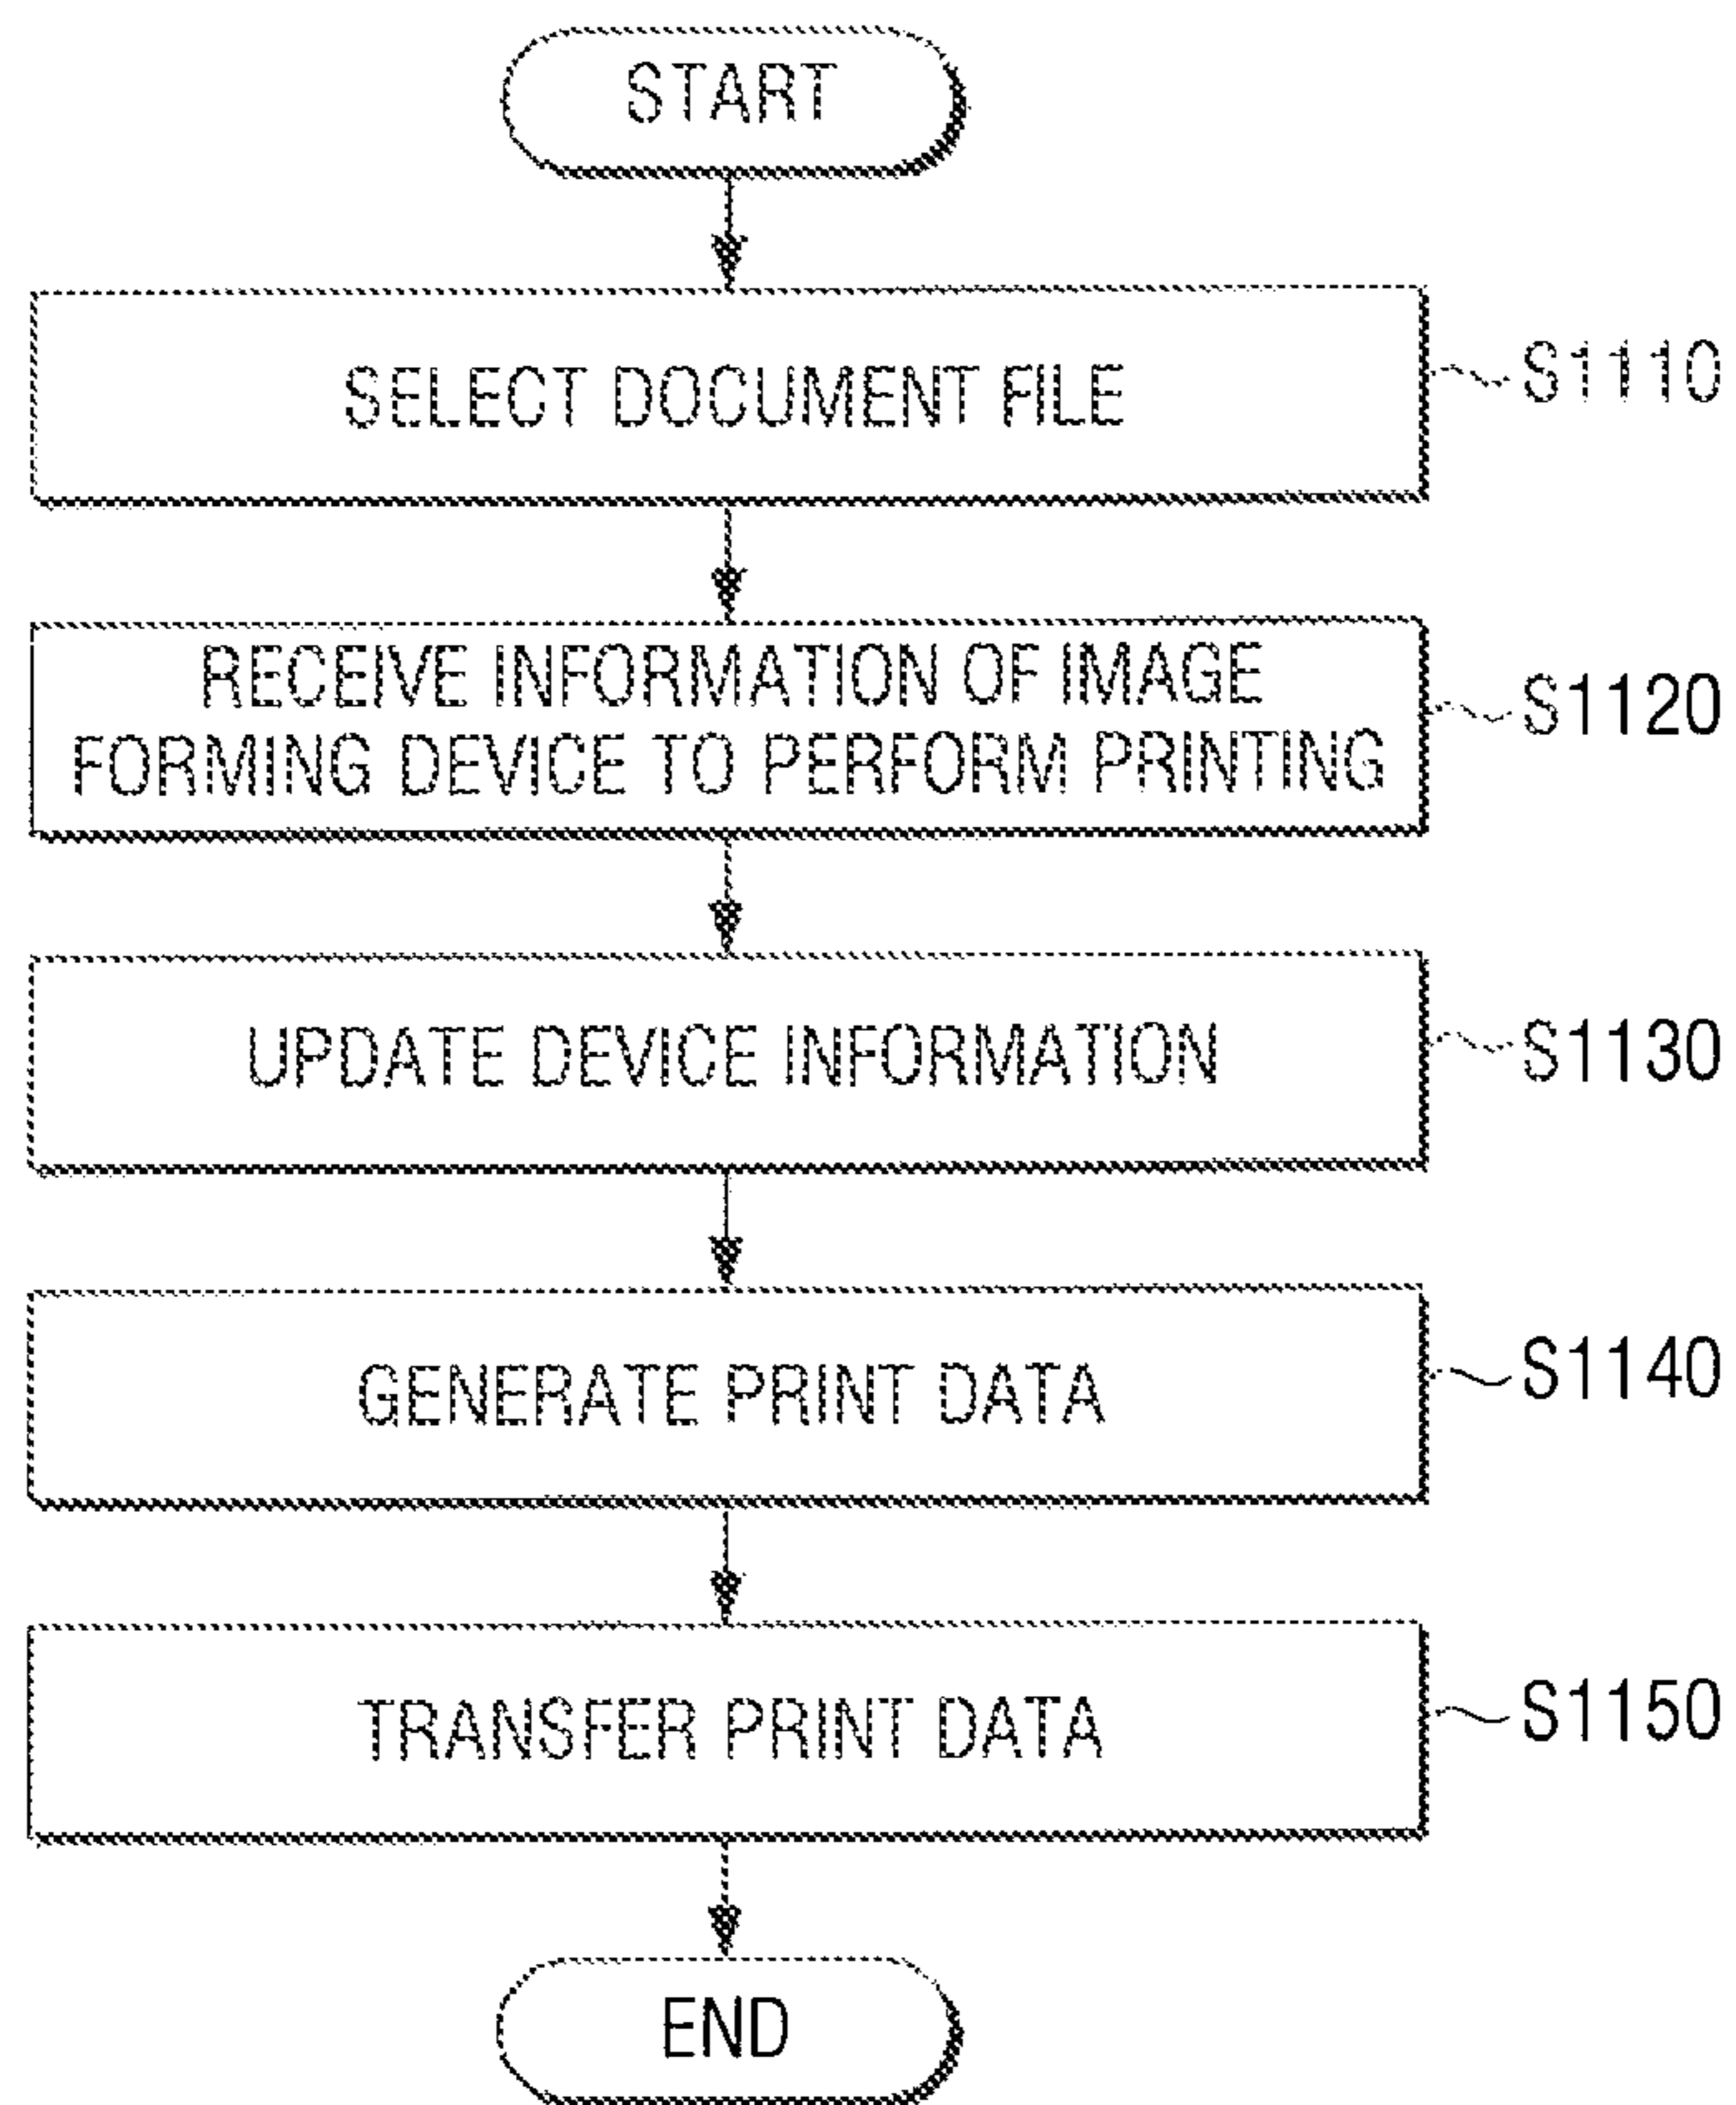 START
SELECT DOCUMENT FILE
S1110
RECEIVE INFORMATION OF IMAGE
FORMING DEVICE TO PERFORM PRINTING
S1120
UPDATE DEVICE INFORMATION
S1130
GENERATE PRINT DATA
S1140
TRANSFER PRINT DATA
S1150
END